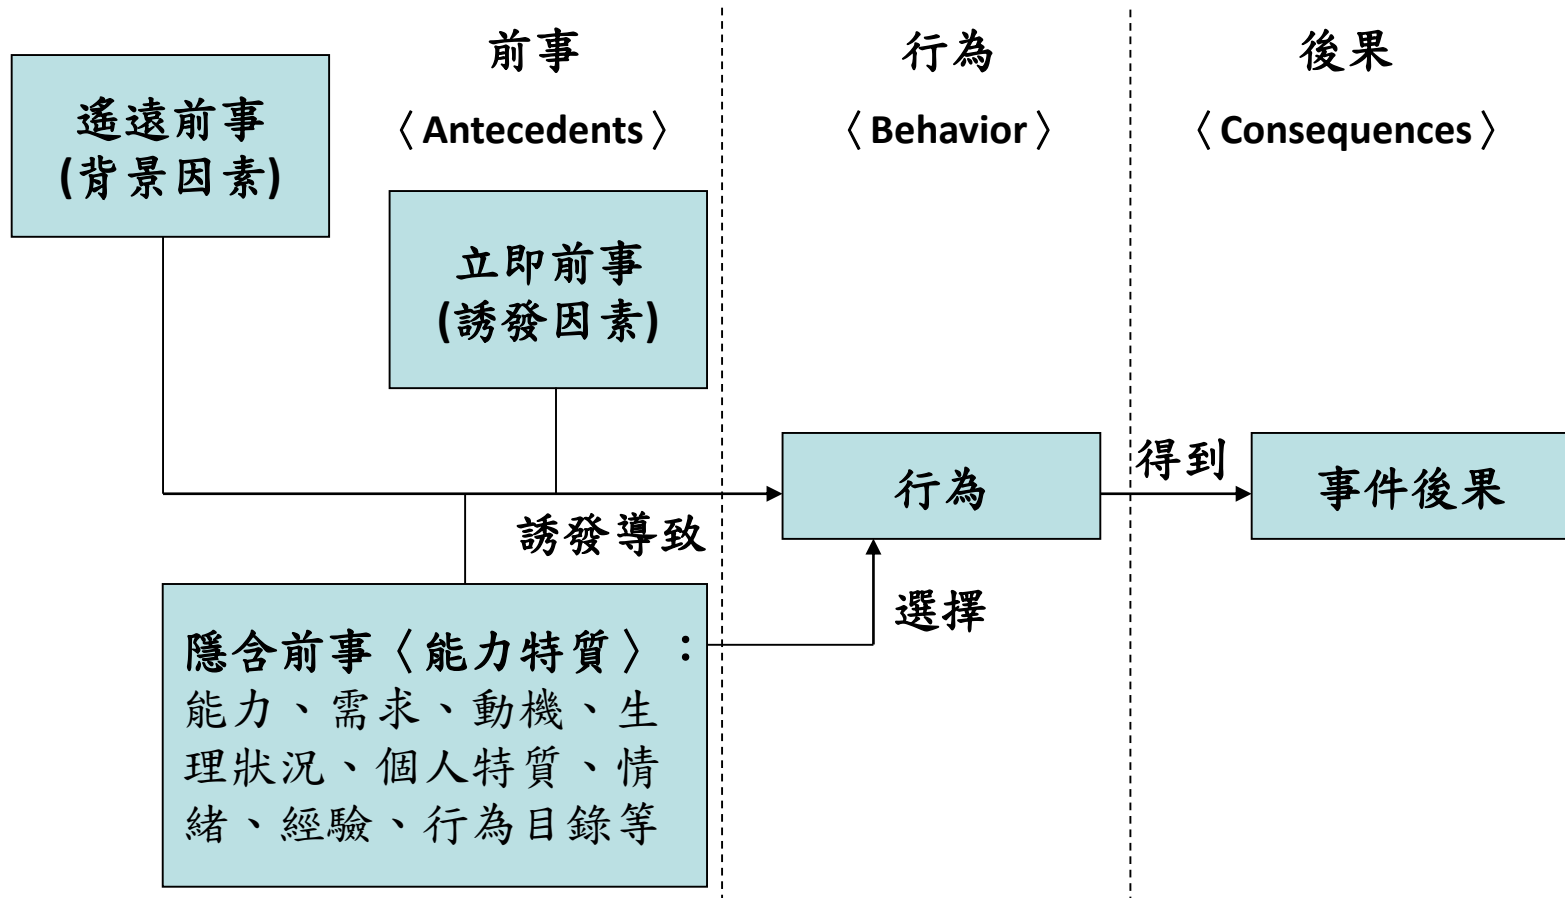 前事
〈Antecedents〉
行為
〈Behavior〉
後果
〈Consequences〉
遙遠前事
(背景因素)
立即前事
(誘發因素)
誘發導致
行為
得到
事件後果
選擇
隱含前事〈能力特質〉：
能力、需求、動機、生
理狀況、個人特質、情
緒、經驗、行為目錄等